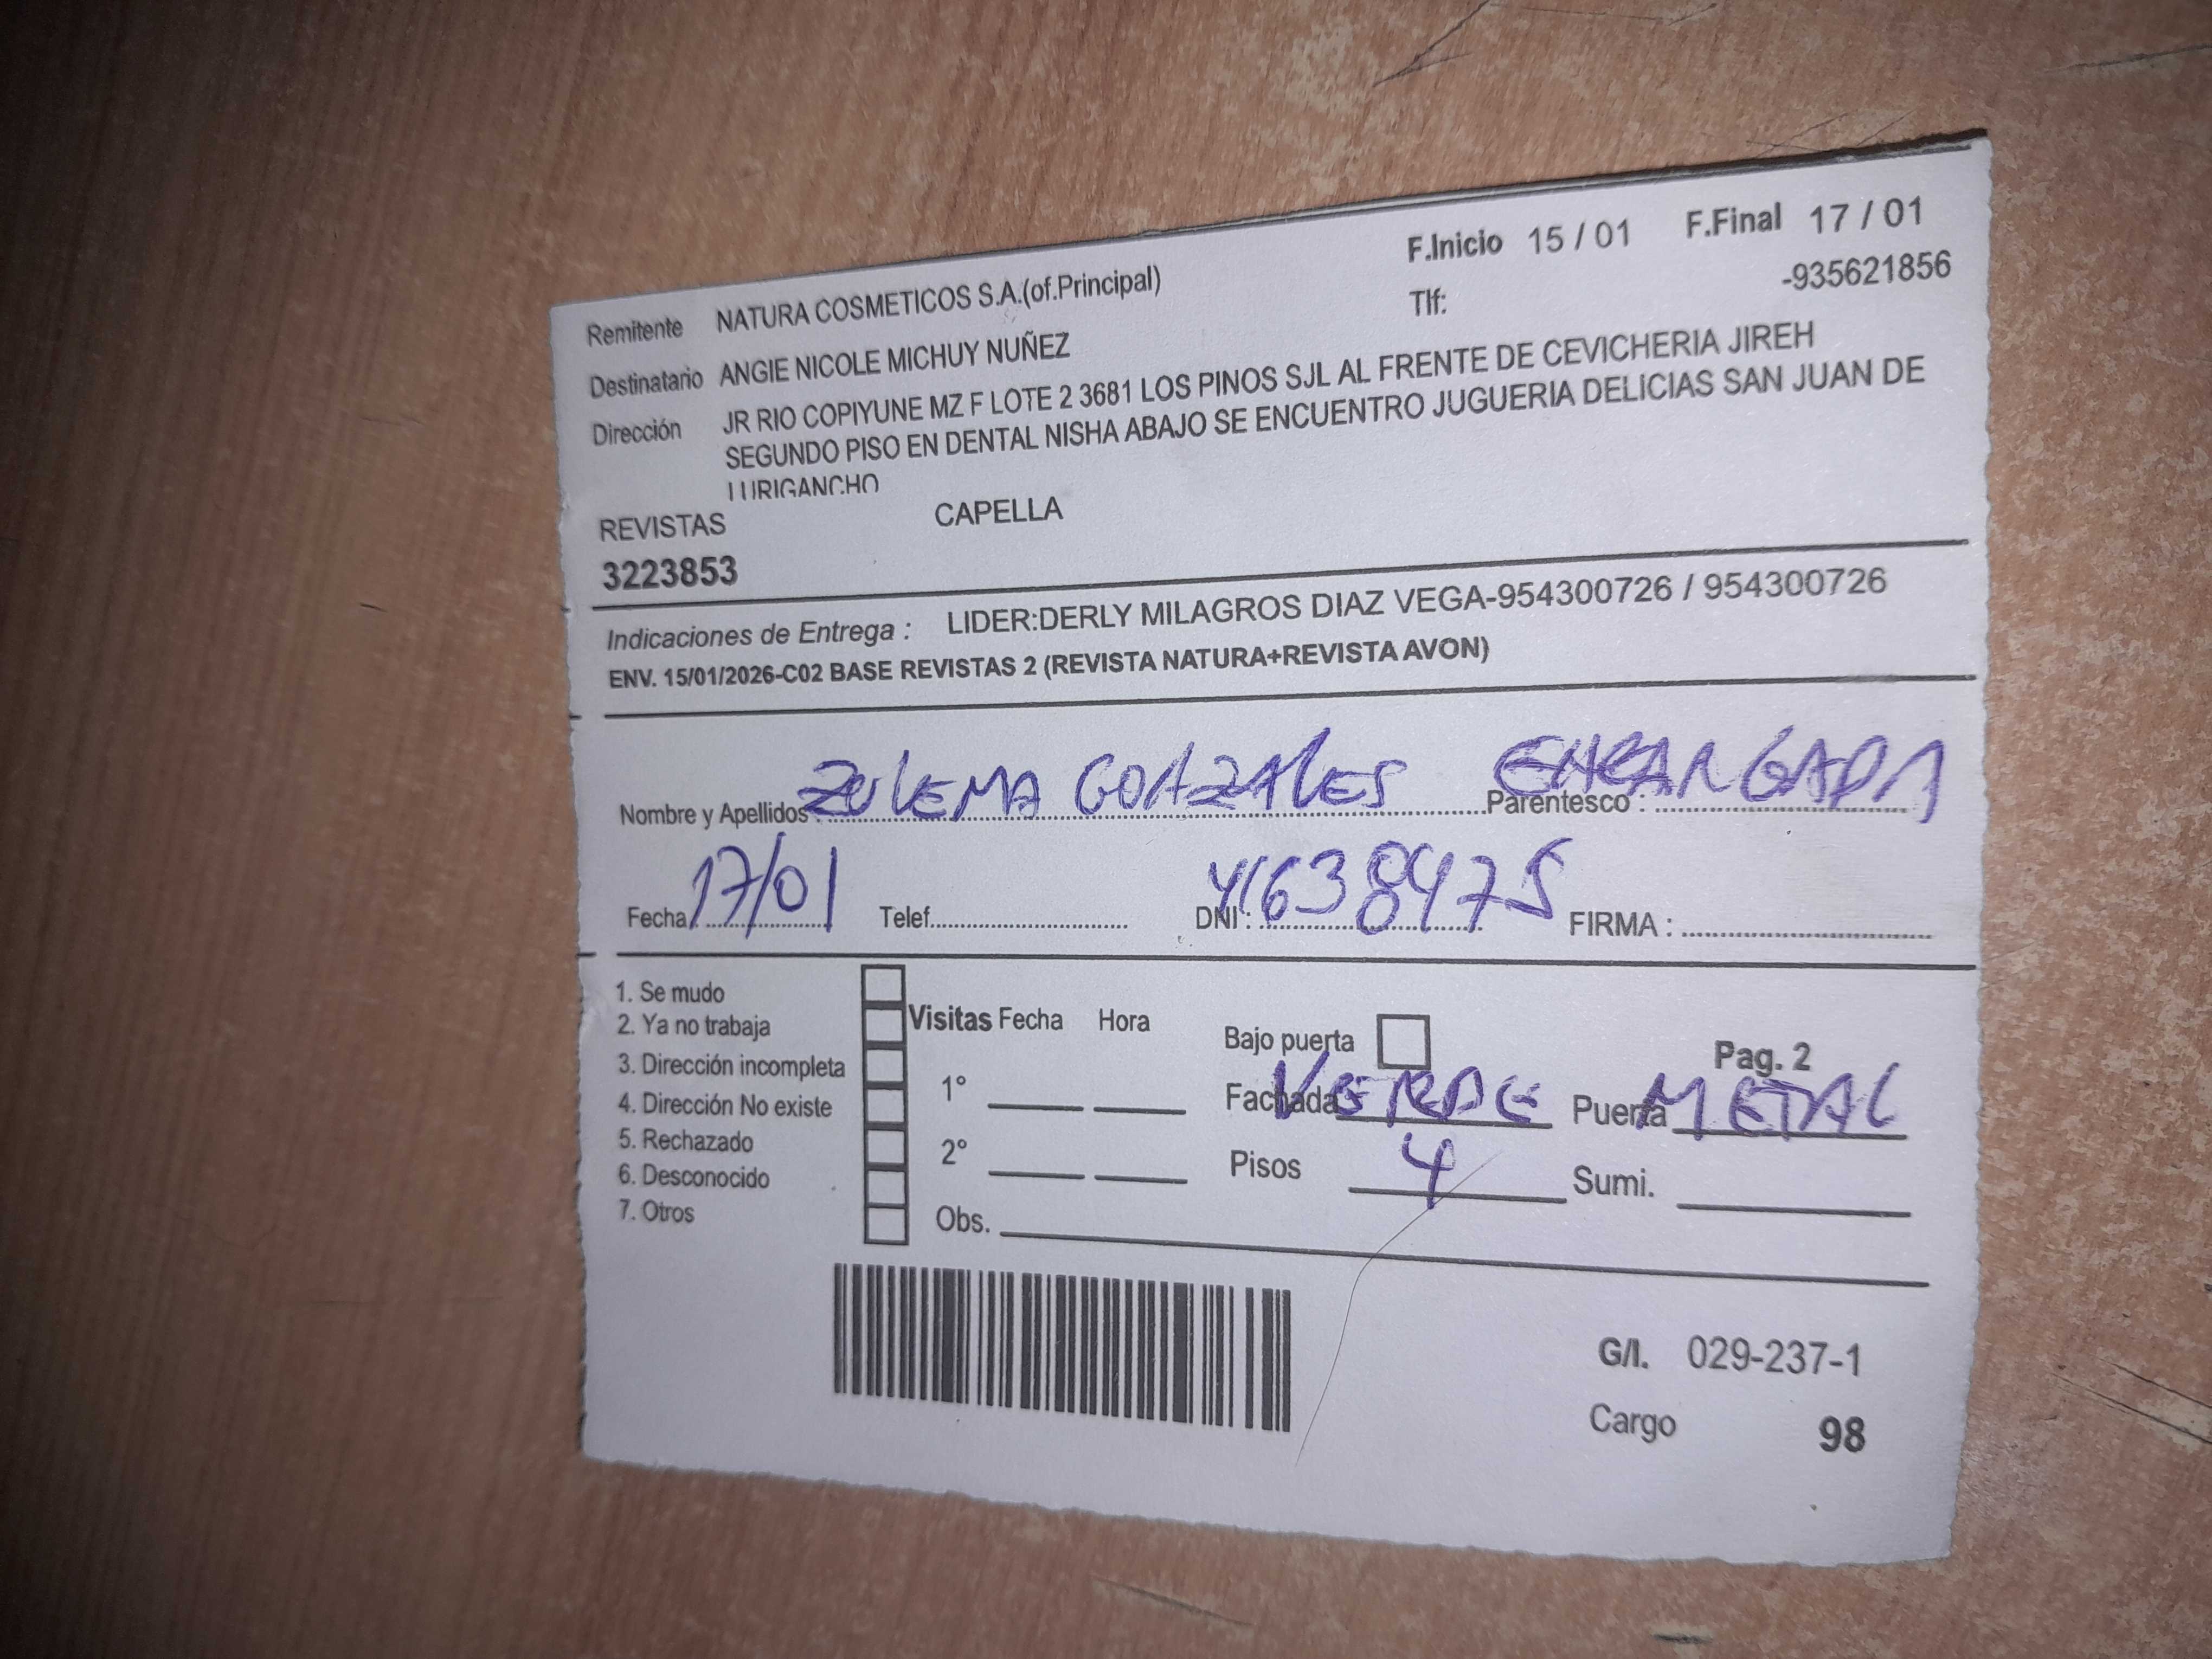 F.Inicio 15 / 01 F.Final 17 / 01
Remitente NATURA COSMETICOS S.A.(of.Principal) Tlf: -935621856
Destinatario ANGIE NICOLE MICHUY NUÑEZ
Dirección JR RIO COPIYUNE MZ F LOTE 2 3681 LOS PINOS SJL AL FRENTE DE CEVICHERIA JIREH
SEGUNDO PISO EN DENTAL NISHA ABAJO SE ENCUENTRO JUGUERIA DELICIAS SAN JUAN DE
LURIGANCHO
REVISTAS CAPELLA
3223853
Indicaciones de Entrega : LIDER:DERLY MILAGROS DIAZ VEGA-954300726 / 954300726
ENV. 15/01/2026-C02 BASE REVISTAS 2 (REVISTA NATURA+REVISTA AVON)
Nombre y Apellidos : ZULEMA GONZALES Parentesco : ENCARGADA
Fecha : 17/01 Telef. DNI : 41638475 FIRMA :
1. Se mudo
2. Ya no trabaja Visitas Fecha Hora Bajo puerta Pag. 2
3. Dirección incompleta
4. Dirección No existe 1° Fachada VERDE Puerta METAL
5. Rechazado
6. Desconocido 2° Pisos 4 Sumi.
7. Otros Obs.
G/I. 029-237-1
Cargo 98